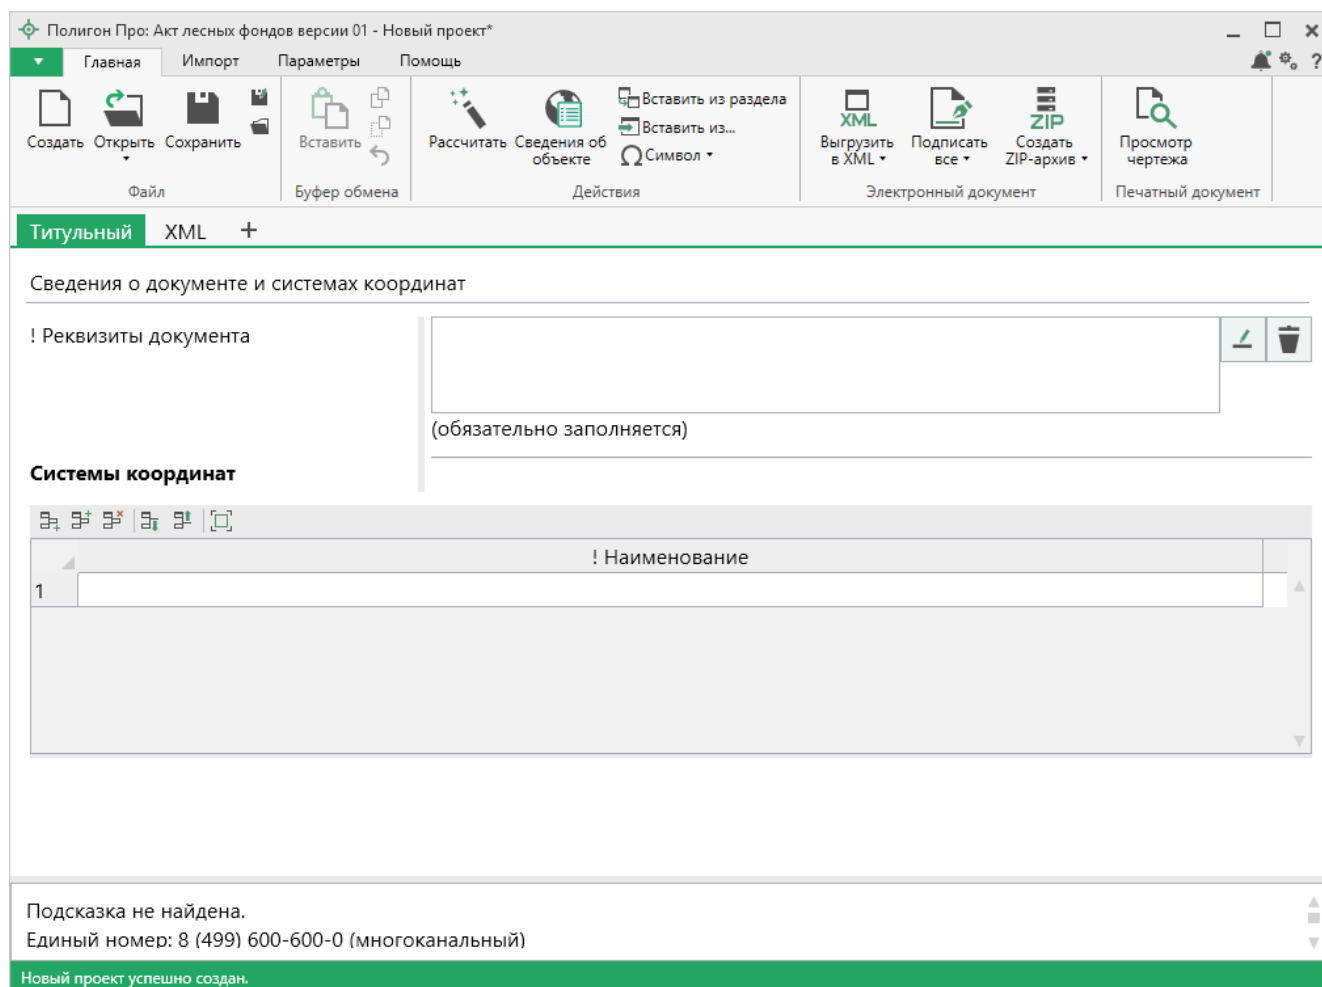 Полигон Про: Акт лесных фондов версии 01 - Новый проект*
Главная Импорт Параметры Помощь
?
Создать Открыть Сохранить
Файл
Вставить
Буфер обмена
Рассчитать Сведения об объекте
Вставить из раздела
Вставить из...
Символ
Действия
XML
Выгрузить в XML
Подписать все
ZIP
Создать ZIP-архив
Электронный документ
Просмотр чертежа
Печатный документ
Титульный XML +
Сведения о документе и системах координат
! Реквизиты документа
(обязательно заполняется)
Системы координат
! Наименование
1
Подсказка не найдена.
Единый номер: 8 (499) 600-600-0 (многоканальный)
Новый проект успешно создан.